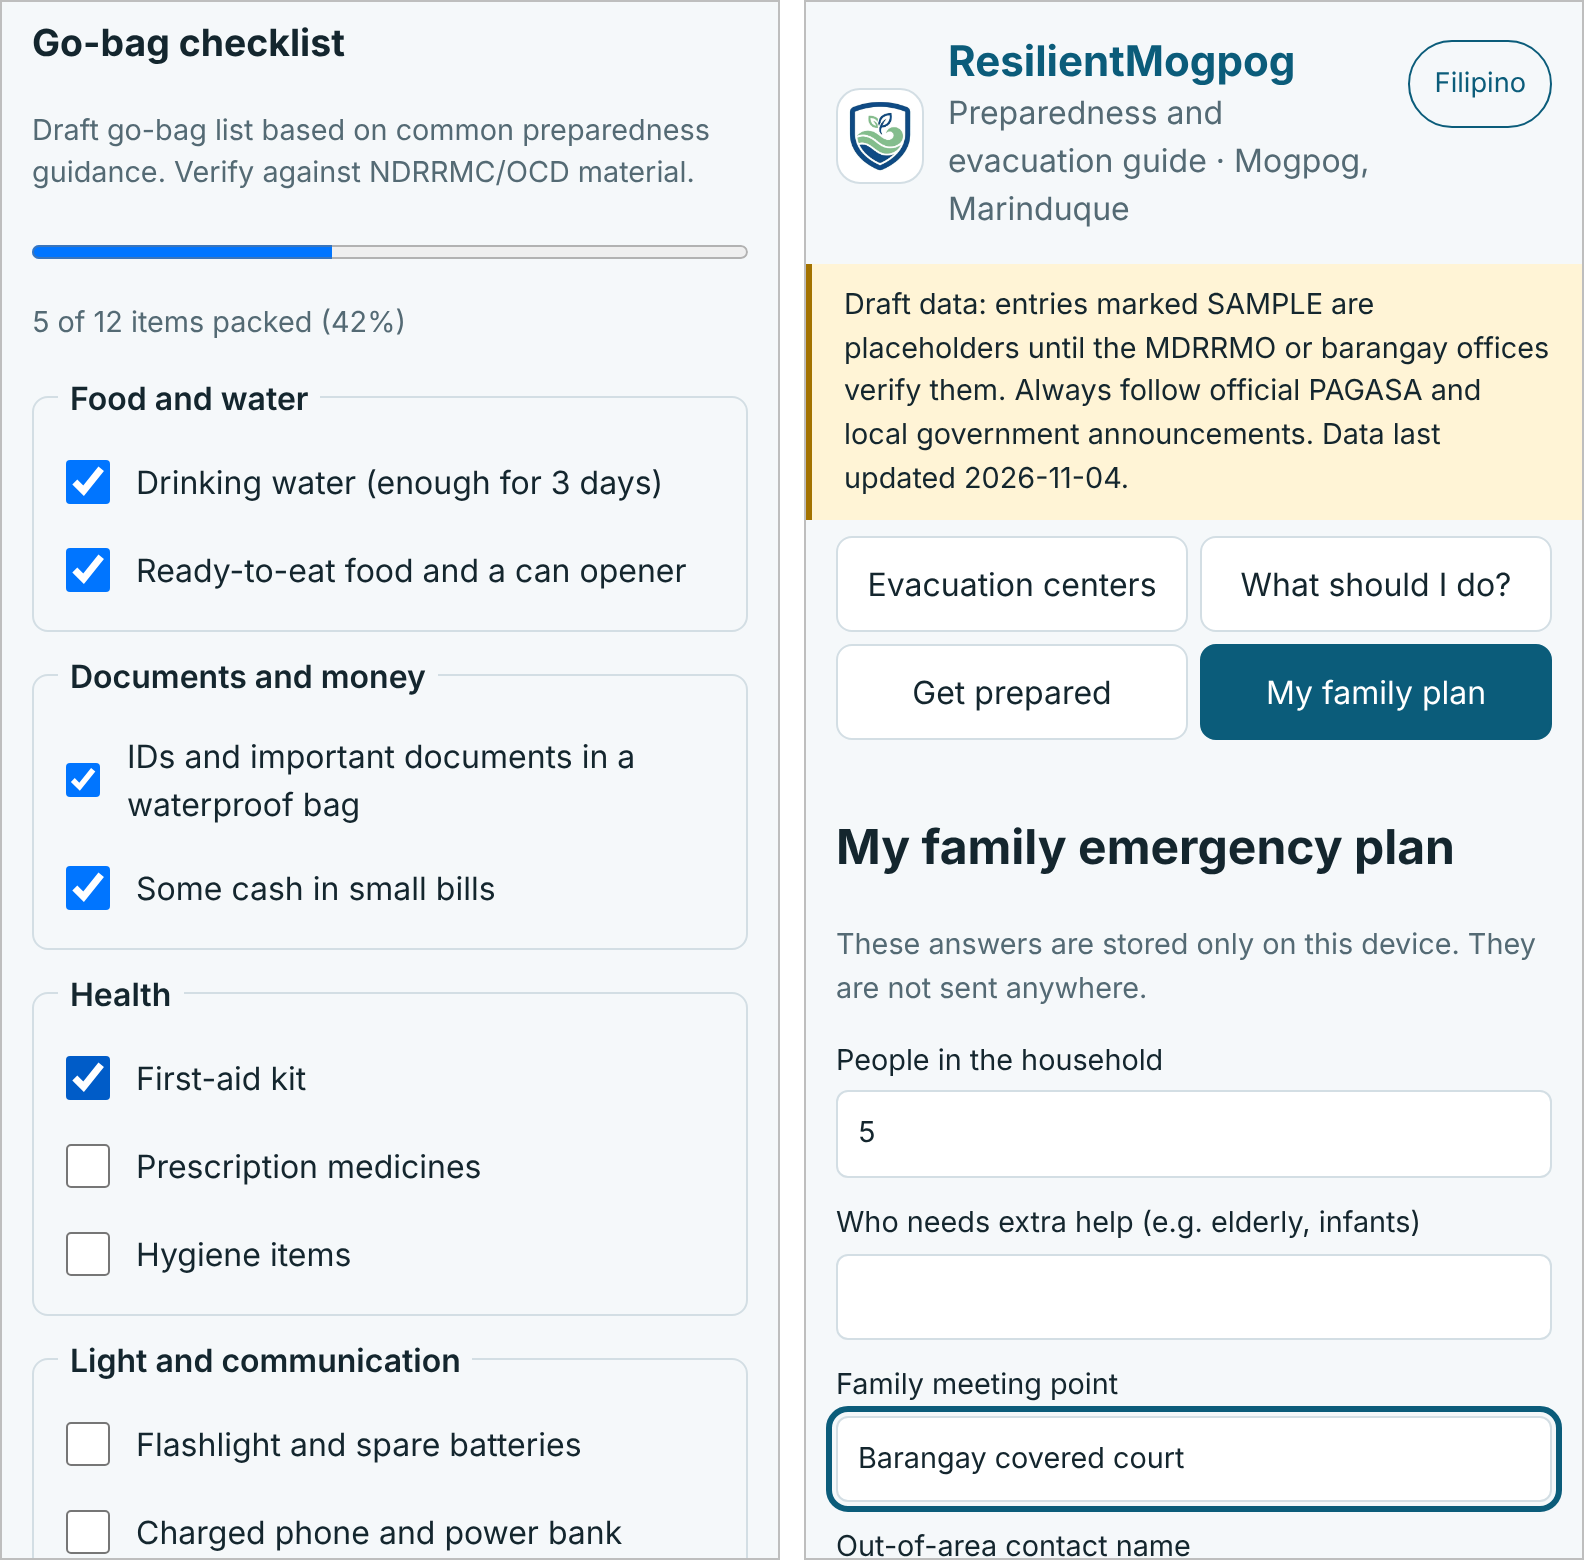 Go-bag checklist
Draft go-bag list based on common preparedness
guidance. Verify against NDRRMC/OCD material.
5 of 12 items packed (42%)
Food and water
Drinking water (enough for 3 days)
Ready-to-eat food and a can opener
Documents and money
IDs and important documents in a
waterproof bag
Some cash in small bills
Health
First-aid kit
Prescription medicines
Hygiene items
Light and communication
Flashlight and spare batteries
Charged phone and power bank
ResilientMogpog
Preparedness and
evacuation guide · Mogpog,
Marinduque
Filipino
Draft data: entries marked SAMPLE are
placeholders until the MDRRMO or barangay offices
verify them. Always follow official PAGASA and
local government announcements. Data last
updated 2026-11-04.
Evacuation centers
What should I do?
Get prepared
My family plan
My family emergency plan
These answers are stored only on this device. They
are not sent anywhere.
People in the household
5
Who needs extra help (e.g. elderly, infants)
Family meeting point
Barangay covered court
Out-of-area contact name